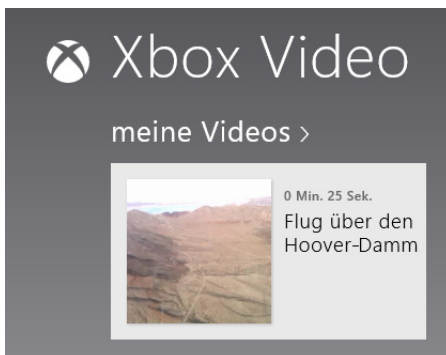 Xbox Video
meine Videos >
0 Min. 25 Sek.
Flug über den
Hoover-Damm